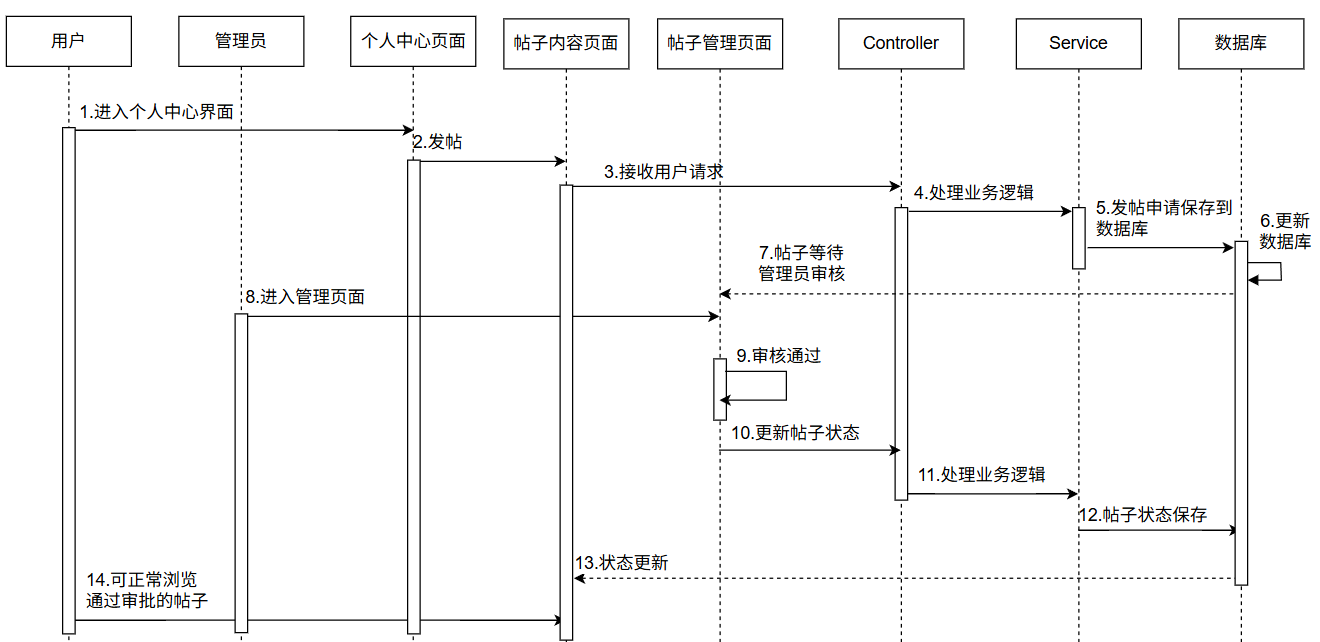 用户
管理员
个人中心页面
帖子内容页面
帖子管理页面
Controller
Service
数据库
1.进入个人中心界面
2.发帖
3.接收用户请求
4.处理业务逻辑
5.发帖申请保存到
数据库
6.更新
数据库
7.帖子等待
管理员审核
8.进入管理页面
9.审核通过
10.更新帖子状态
11.处理业务逻辑
12.帖子状态保存
13.状态更新
14.可正常浏览
通过审批的帖子